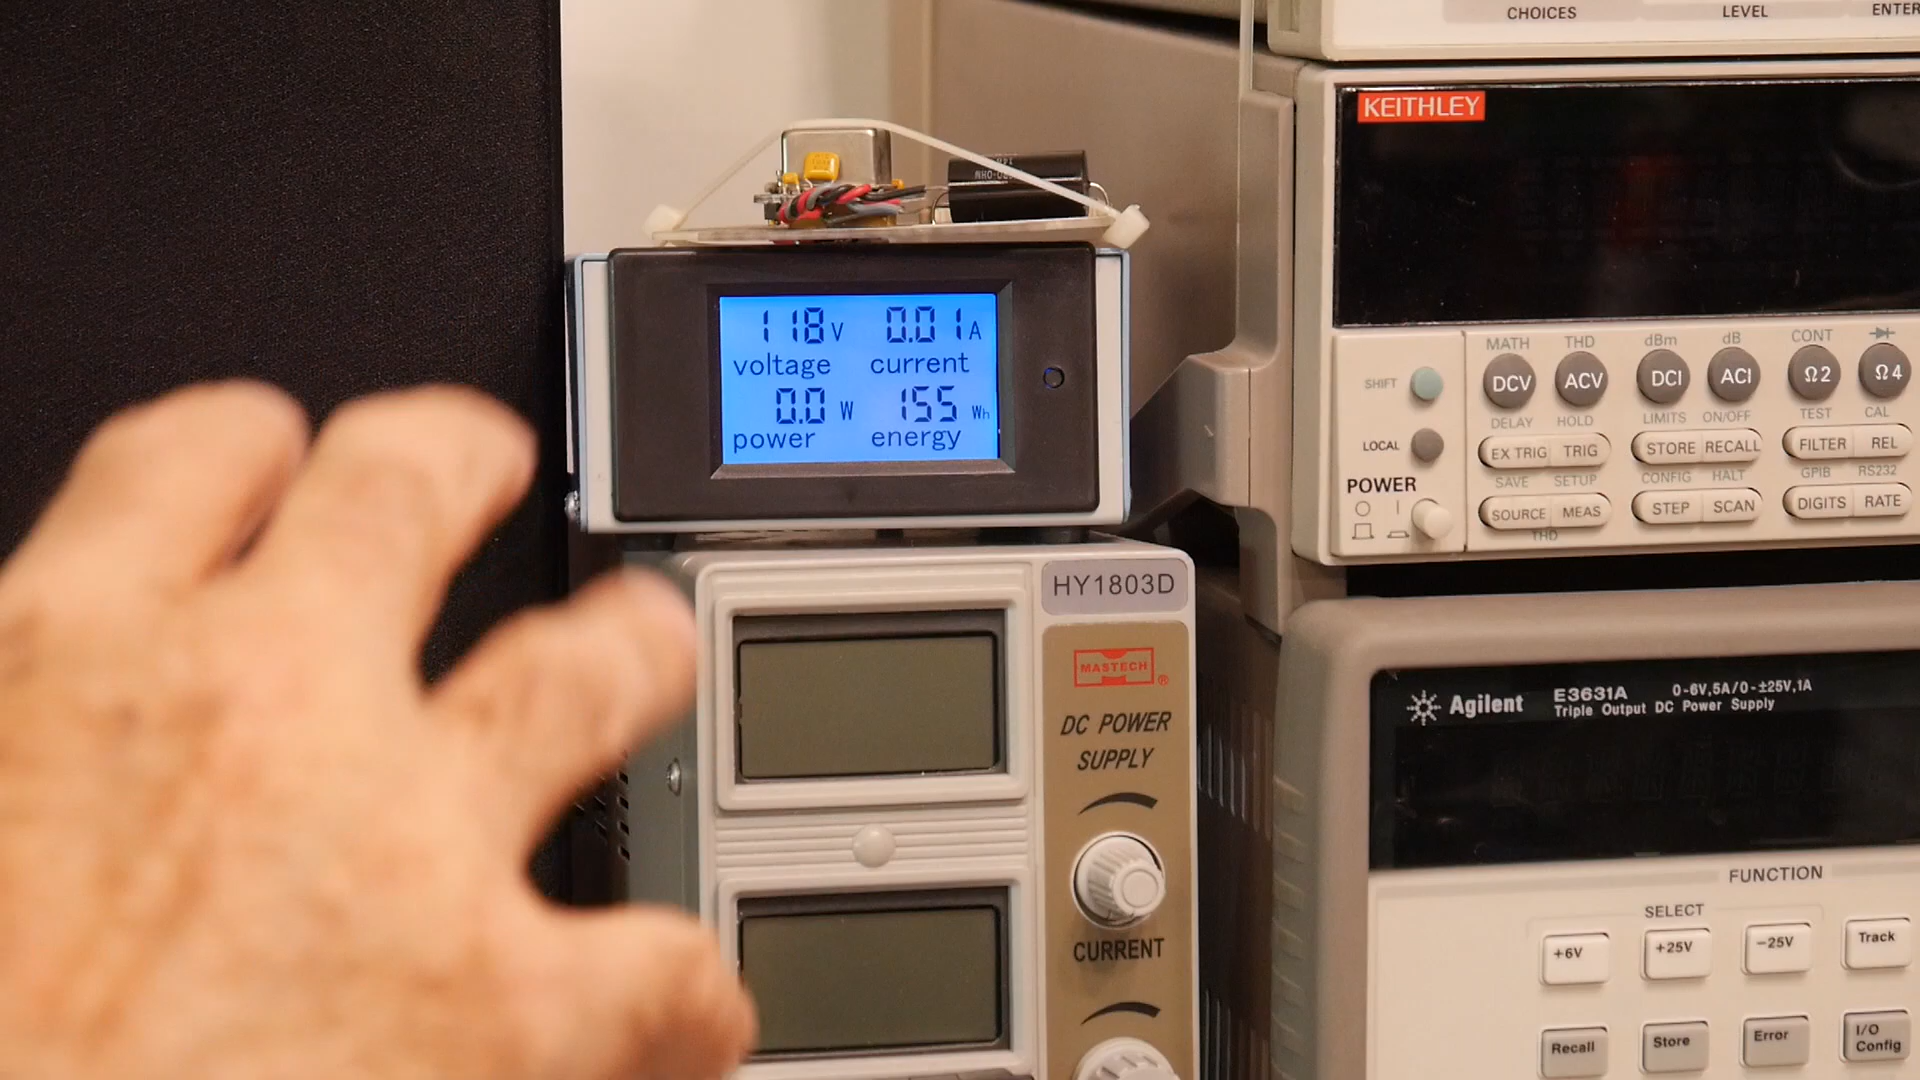 CHOICES LEVEL ENTER
KEITHLEY
118 V 0.01 A
voltage current
0.0 W 155 Wh
power energy
MATH THD dBm dB CONT
SHIFT DCV ACV DCI ACI Ω2 Ω4
DELAY HOLD LIMITS ON/OFF TEST CAL
LOCAL EX TRIG TRIG STORE RECALL FILTER REL
POWER SAVE SETUP CONFIG HALT GPIB RS232
SOURCE MEAS STEP SCAN DIGITS RATE
THD
HY1803D
MASTECH ®
DC POWER
SUPPLY
CURRENT
Agilent E3631A 0-6V,5A/0-±25V,1A
Triple Output DC Power Supply
FUNCTION
SELECT
+6V +25V -25V Track
Recall Store Error I/O
Config